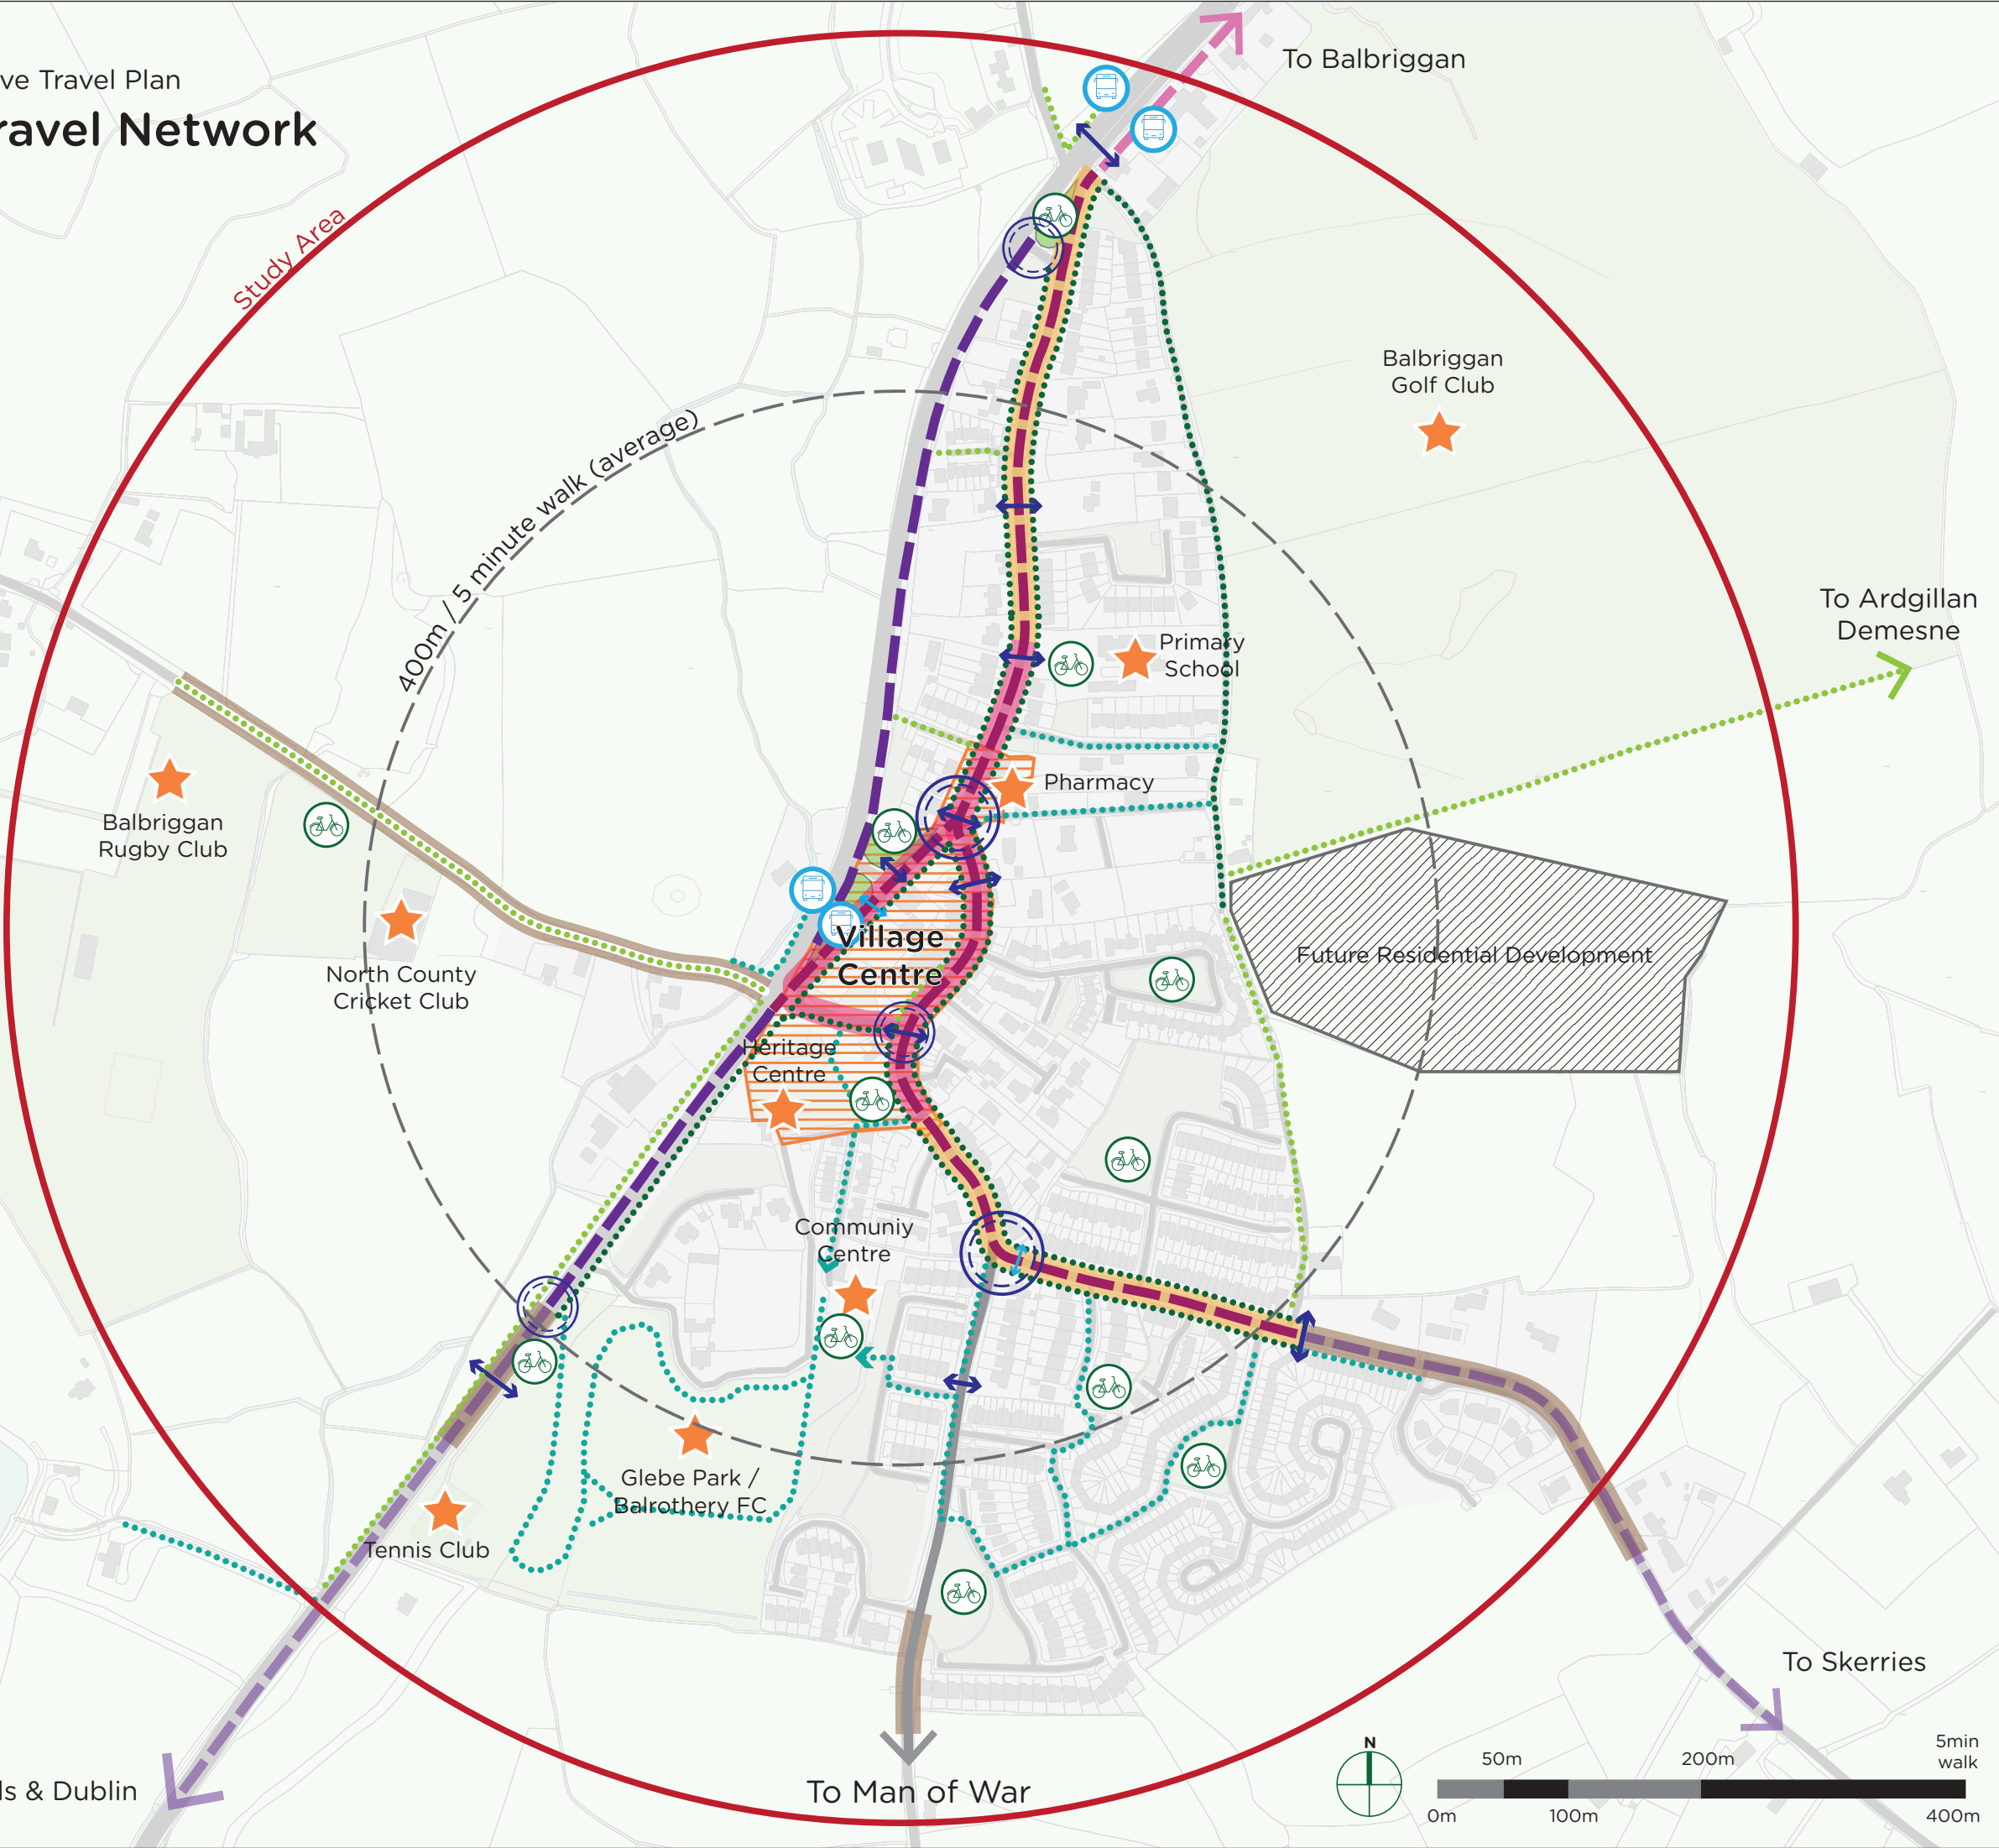 ve Travel Plan
ravel Network
To Balbriggan
Study Area
400m / 5 minute walk (average)
Balbriggan
Golf Club
To Ardgillan
Demesne
Primary
School
Pharmacy
Balbriggan
Rugby Club
North County
Cricket Club
Village
Centre
Future Residential Development
Heritage
Centre
Communiy
Centre
Glebe Park /
Balrothery FC
Tennis Club
To Skerries
ls & Dublin
To Man of War
N
50m
200m
5min
walk
0m
100m
400m